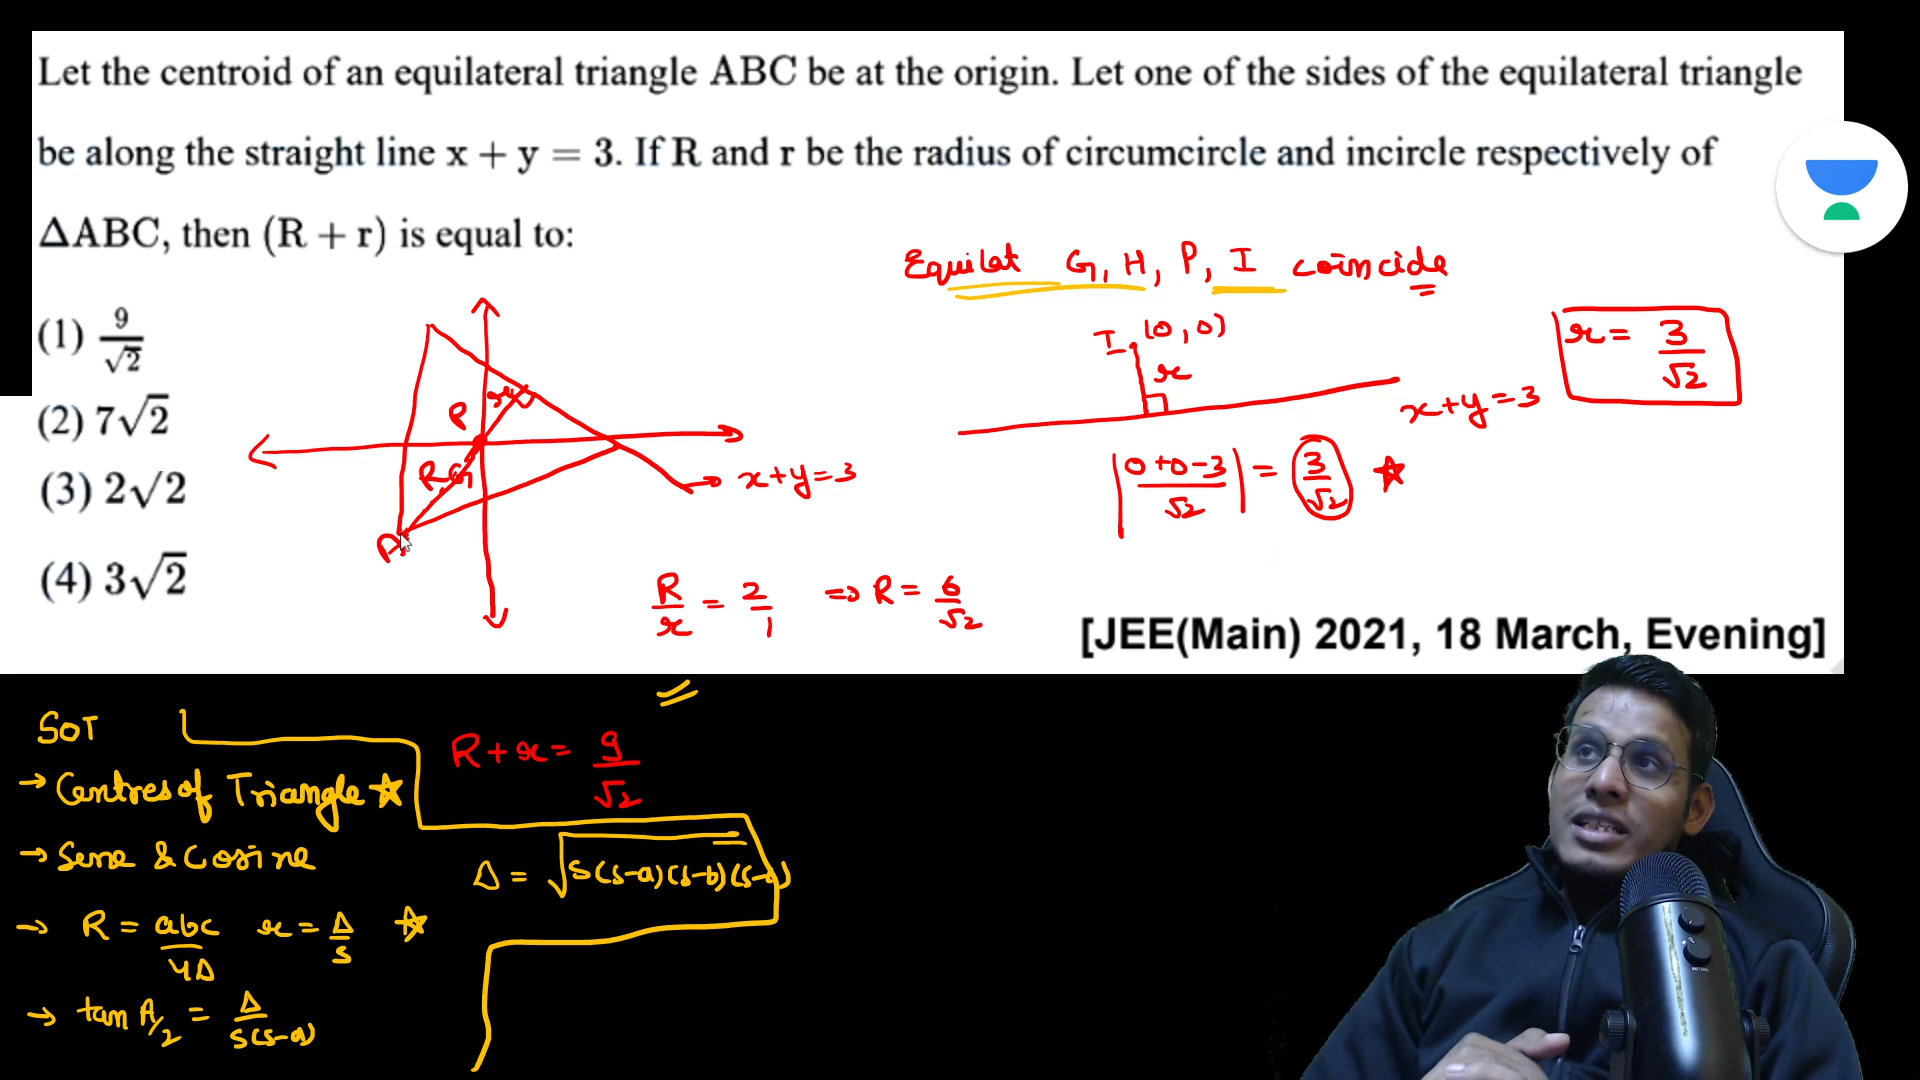 Let the centroid of an equilateral triangle ABC be at the origin. Let one of the sides of the equilateral triangle
be along the straight line x + y = 3. If R and r be the radius of circumcircle and incircle respectively of
ΔABC, then (R + r) is equal to:
(1) 9/√2
(2) 7√2
(3) 2√2
(4) 3√2
Equilat G, H, P, I coincide
I (0, 0)
r
x+y=3
r = 3/√2
|0+0-3/√2| = 3/√2 ☆
P
r
R G
A
→ x+y=3
R/r = 2/1 ⇒ R = 6/√2
[JEE(Main) 2021, 18 March, Evening]
R+r = 9/√2
SOT
→ Centres of Triangle ☆
→ Sine & Cosine
→ R = abc/4Δ r = Δ/s ☆
→ tan A/2 = Δ/s(s-a)
Δ = √s(s-a)(s-b)(s-)